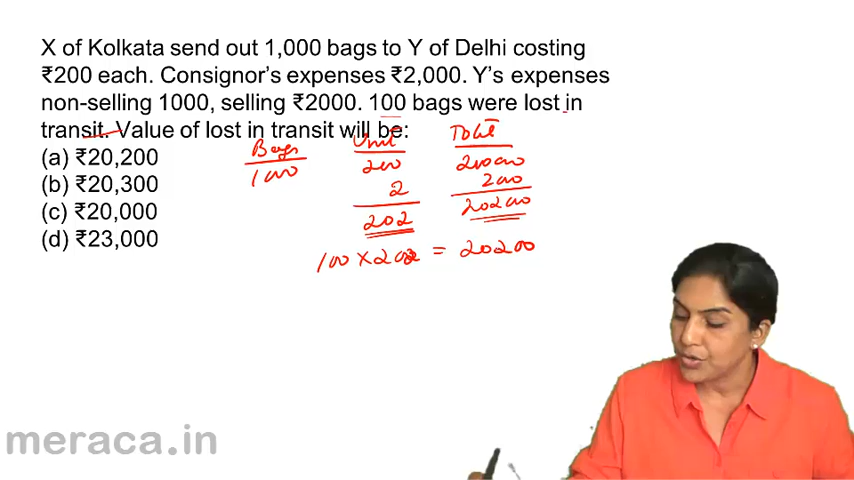 X of Kolkata send out 1,000 bags to Y of Delhi costing
₹200 each. Consignor's expenses ₹2,000. Y's expenses
non-selling 1000, selling ₹2000. 100 bags were lost in
transit. Value of lost in transit will be:
(a) ₹20,200
(b) ₹20,300
(c) ₹20,000
(d) ₹23,000
Bags Unit Total
1000 200 200000
2 2000
202 202000
100 X 202 = 20200
meraca.in